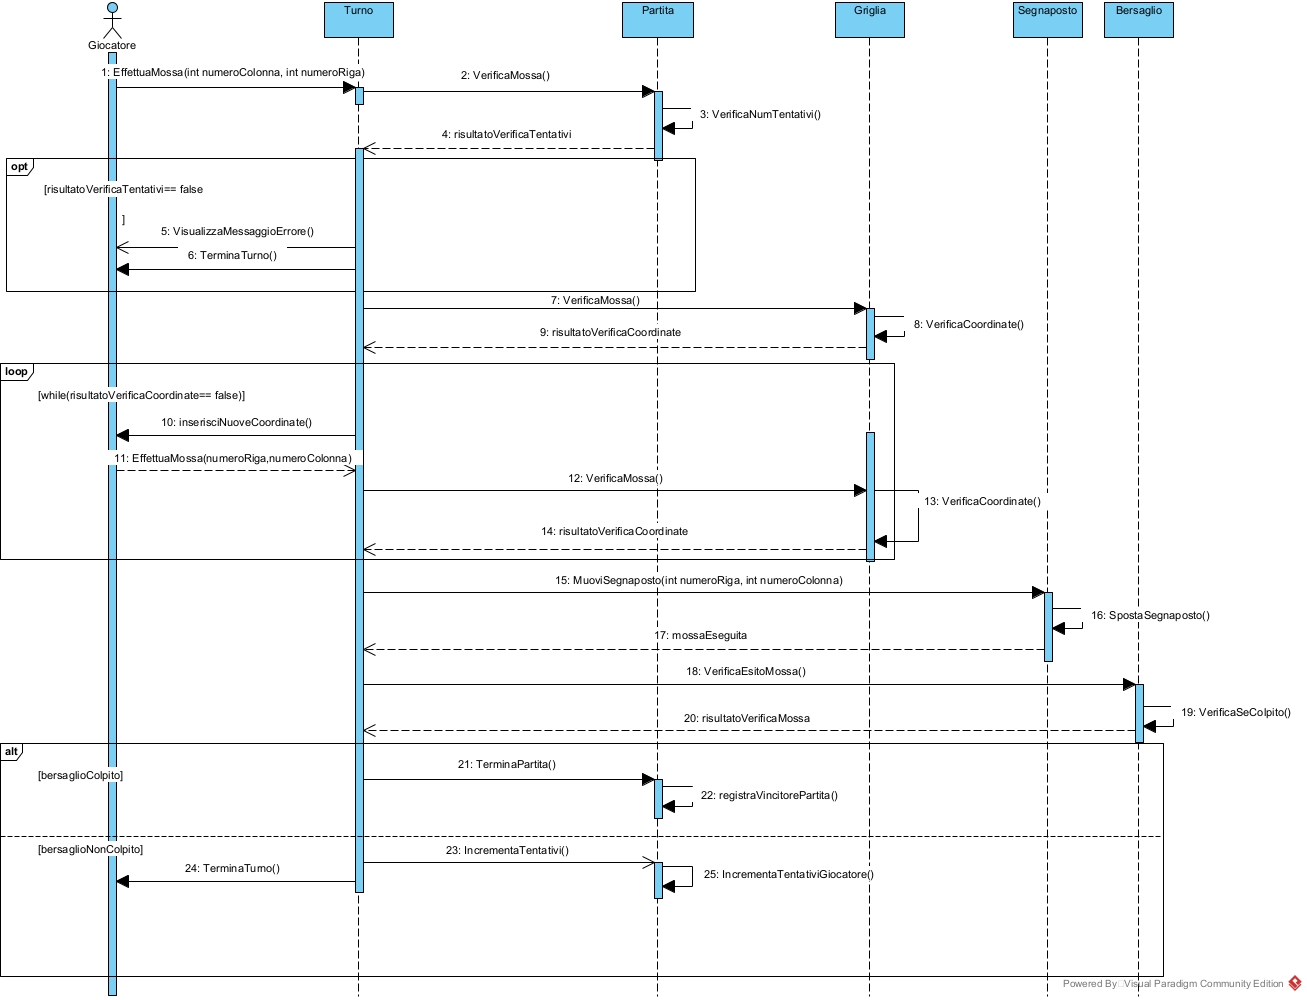 Turno
Partita
Griglia
Segnaposto
Bersaglio
Giocatore
1: EffettuaMossa(int numeroColonna, int numeroRiga)
2: VerificaMossa()
3: VerificaNumTentativi()
4: risultatoVerificaTentativi
opt
[risultatoVerificaTentativi== false
]
5: VisualizzaMessaggioErrore()
6: TerminaTurno()
7: VerificaMossa()
8: VerificaCoordinate()
9: risultatoVerificaCoordinate
loop
[while(risultatoVerificaCoordinate== false)]
10: inserisciNuoveCoordinate()
11: EffettuaMossa(numeroRiga,numeroColonna)
12: VerificaMossa()
13: VerificaCoordinate()
14: risultatoVerificaCoordinate
15: MuoviSegnaposto(int numeroRiga, int numeroColonna)
16: SpostaSegnaposto()
17: mossaEseguita
18: VerificaEsitoMossa()
19: VerificaSeColpito()
20: risultatoVerificaMossa
alt
[bersaglioColpito]
21: TerminaPartita()
22: registraVincitorePartita()
[bersaglioNonColpito]
23: IncrementaTentativi()
24: TerminaTurno()
25: IncrementaTentativiGiocatore()
Powered By Visual Paradigm Community Edition